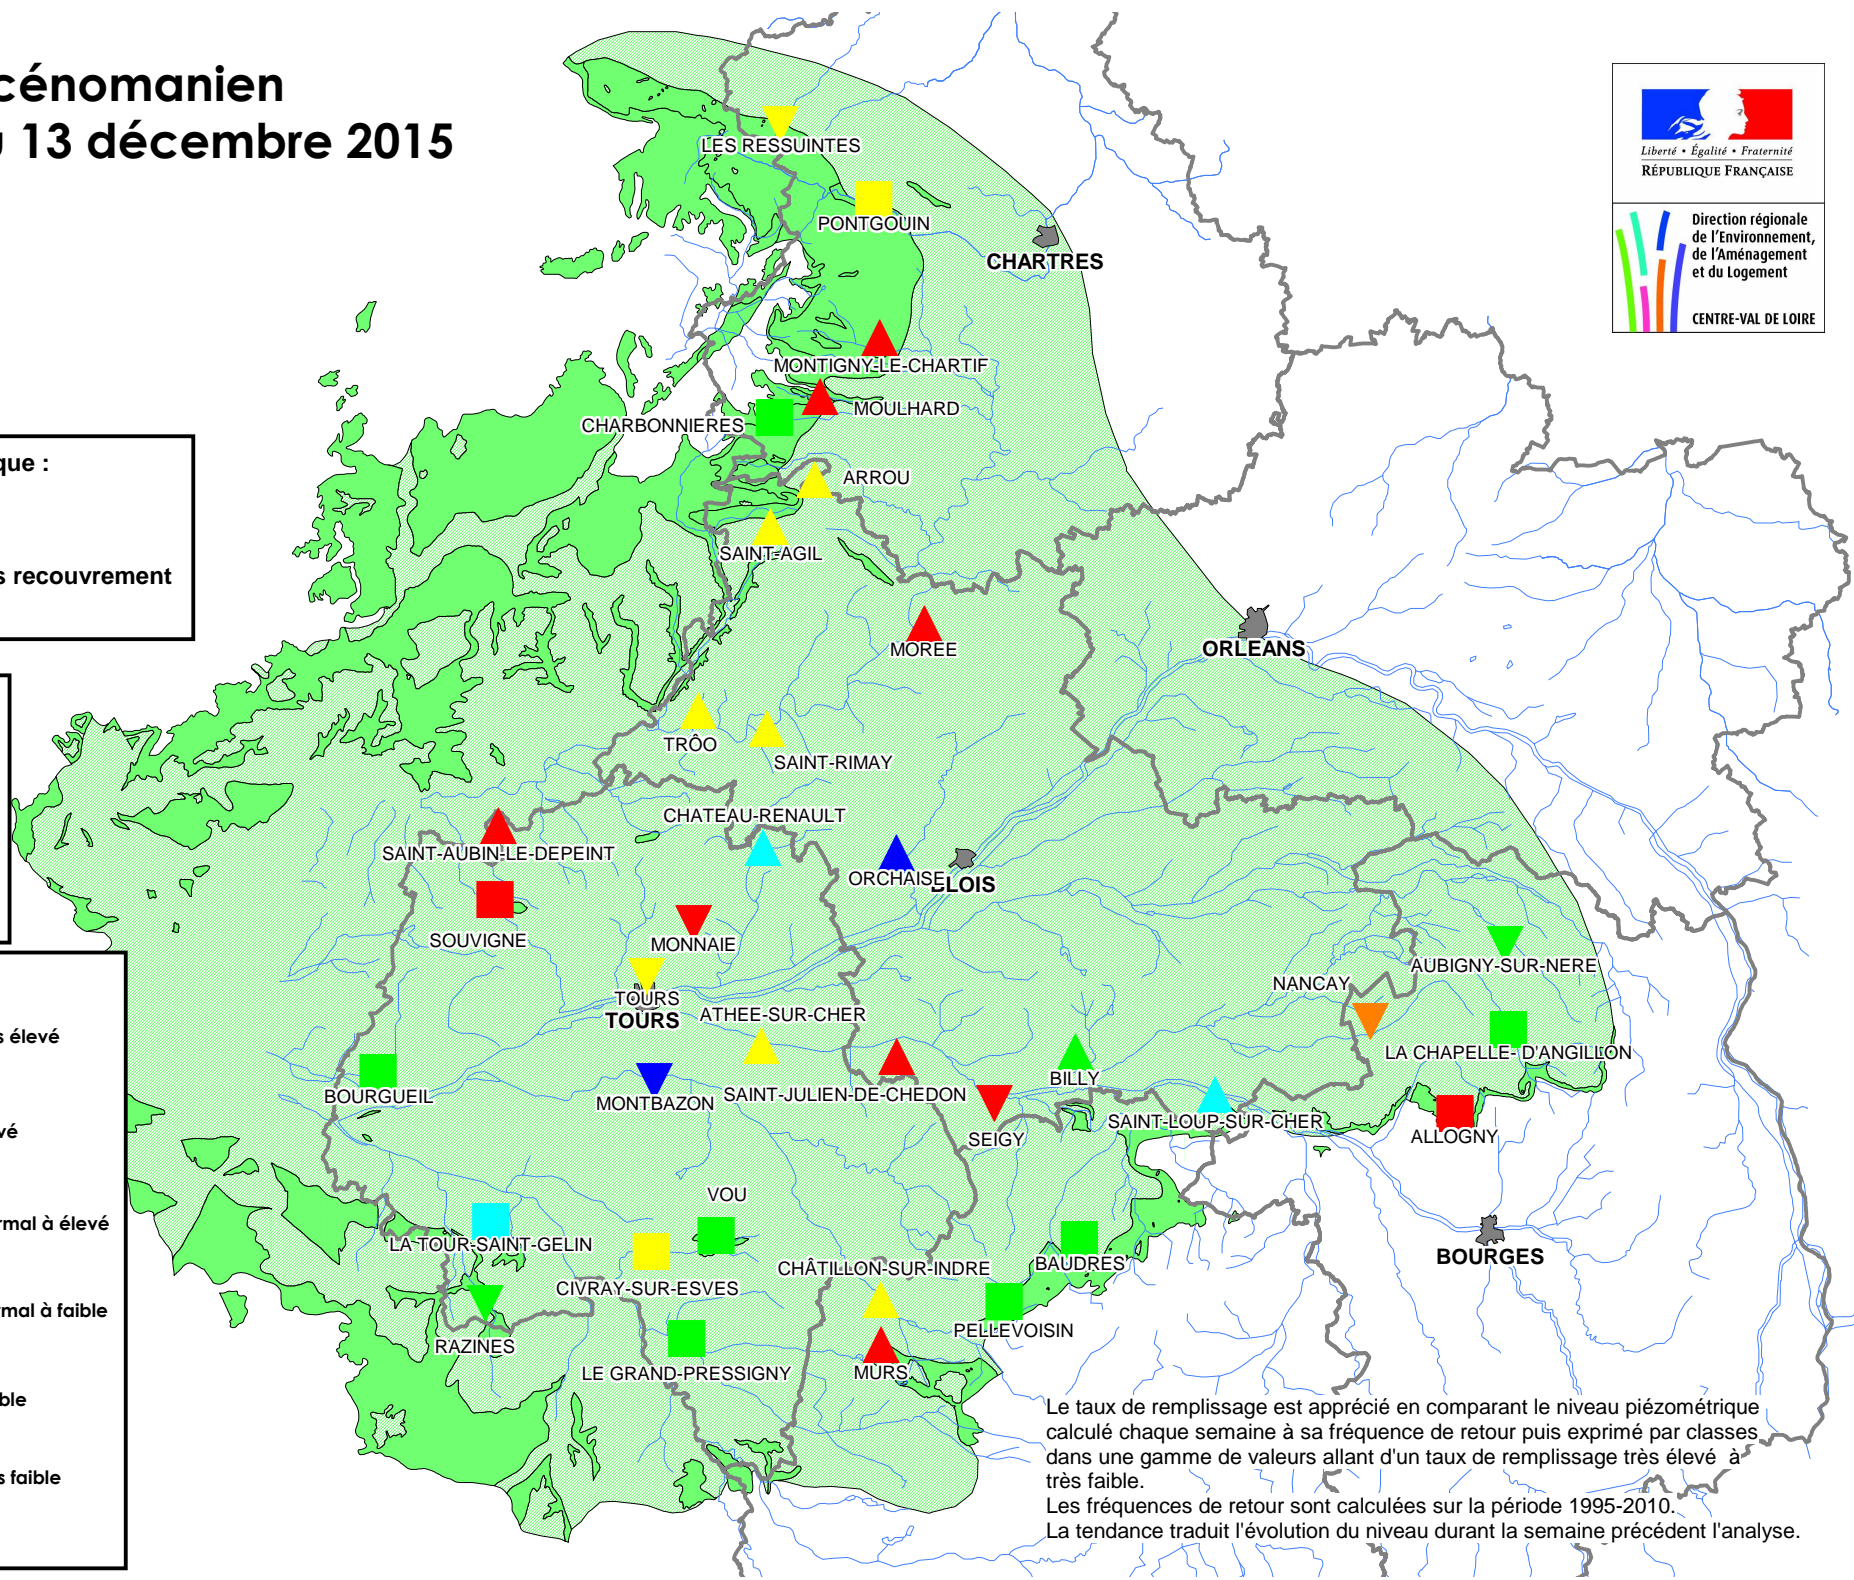 cénomanien
13 décembre 2015
Liberté • Égalité • Fraternité
RÉPUBLIQUE FRANÇAISE
Direction régionale
de l'Environnement,
de l'Aménagement
et du Logement
CENTRE-VAL DE LOIRE
LES RESSUINTES
PONTGOUIN
CHARTRES
MONTIGNY-LE-CHARTIF
MOULHARD
CHARBONNIERES
que :
ARROU
SAINT-AGIL
s recouvrement
MOREE
ORLEANS
TRÔO
SAINT-RIMAY
CHATEAU-RENAULT
SAINT-AUBIN-LE-DEPEINT
ORCHAISE
BLOIS
SOUVIGNE
MONNAIE
AUBIGNY-SUR-NERE
NANCAY
TOURS
TOURS
ATHEE-SUR-CHER
s élevé
LA CHAPELLE- D'ANGILLON
BILLY
BOURGUEIL
MONTBAZON
SAINT-JULIEN-DE-CHEDON
SAINT-LOUP-SUR-CHER
SEIGY
ALLOGNY
vé
VOU
rmal à élevé
LA TOUR-SAINT-GELIN
BOURGES
BAUDRES
CHÂTILLON-SUR-INDRE
CIVRAY-SUR-ESVES
rmal à faible
PELLEVOISIN
RAZINES
LE GRAND-PRESSIGNY
MURS
ble
s faible
Le taux de remplissage est apprécié en comparant le niveau piézométrique
calculé chaque semaine à sa fréquence de retour puis exprimé par classes
dans une gamme de valeurs allant d'un taux de remplissage très élevé à
très faible.
Les fréquences de retour sont calculées sur la période 1995-2010.
La tendance traduit l'évolution du niveau durant la semaine précédent l'analyse.